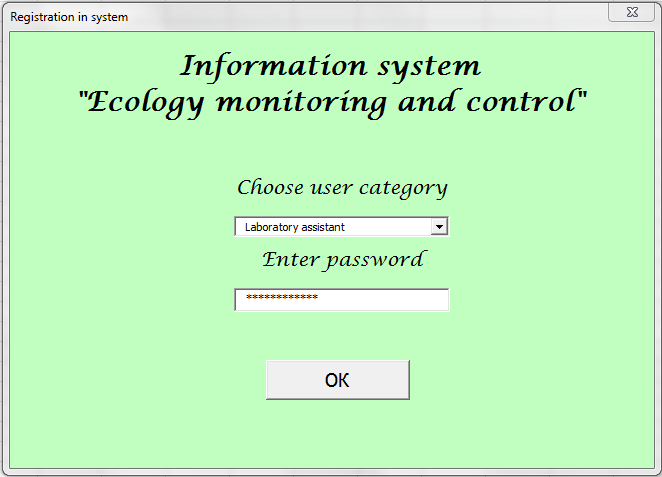 Registration in system
Information system
"Ecology monitoring and control"
Choose user category
Laboratory assistant
Enter password
************
OK